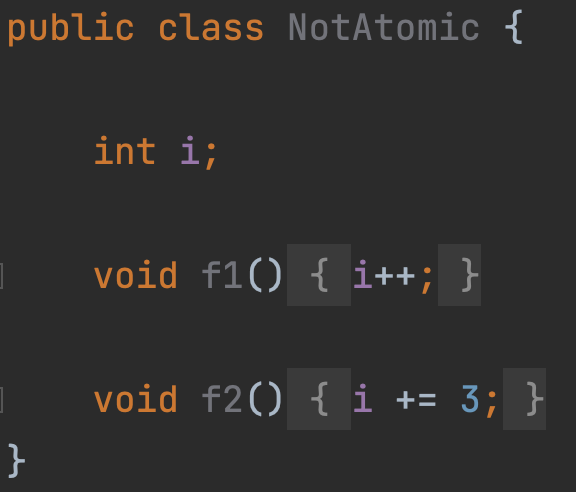 public class NotAtomic {
int i;
void f1() { i++; }
void f2() { i += 3; }
}